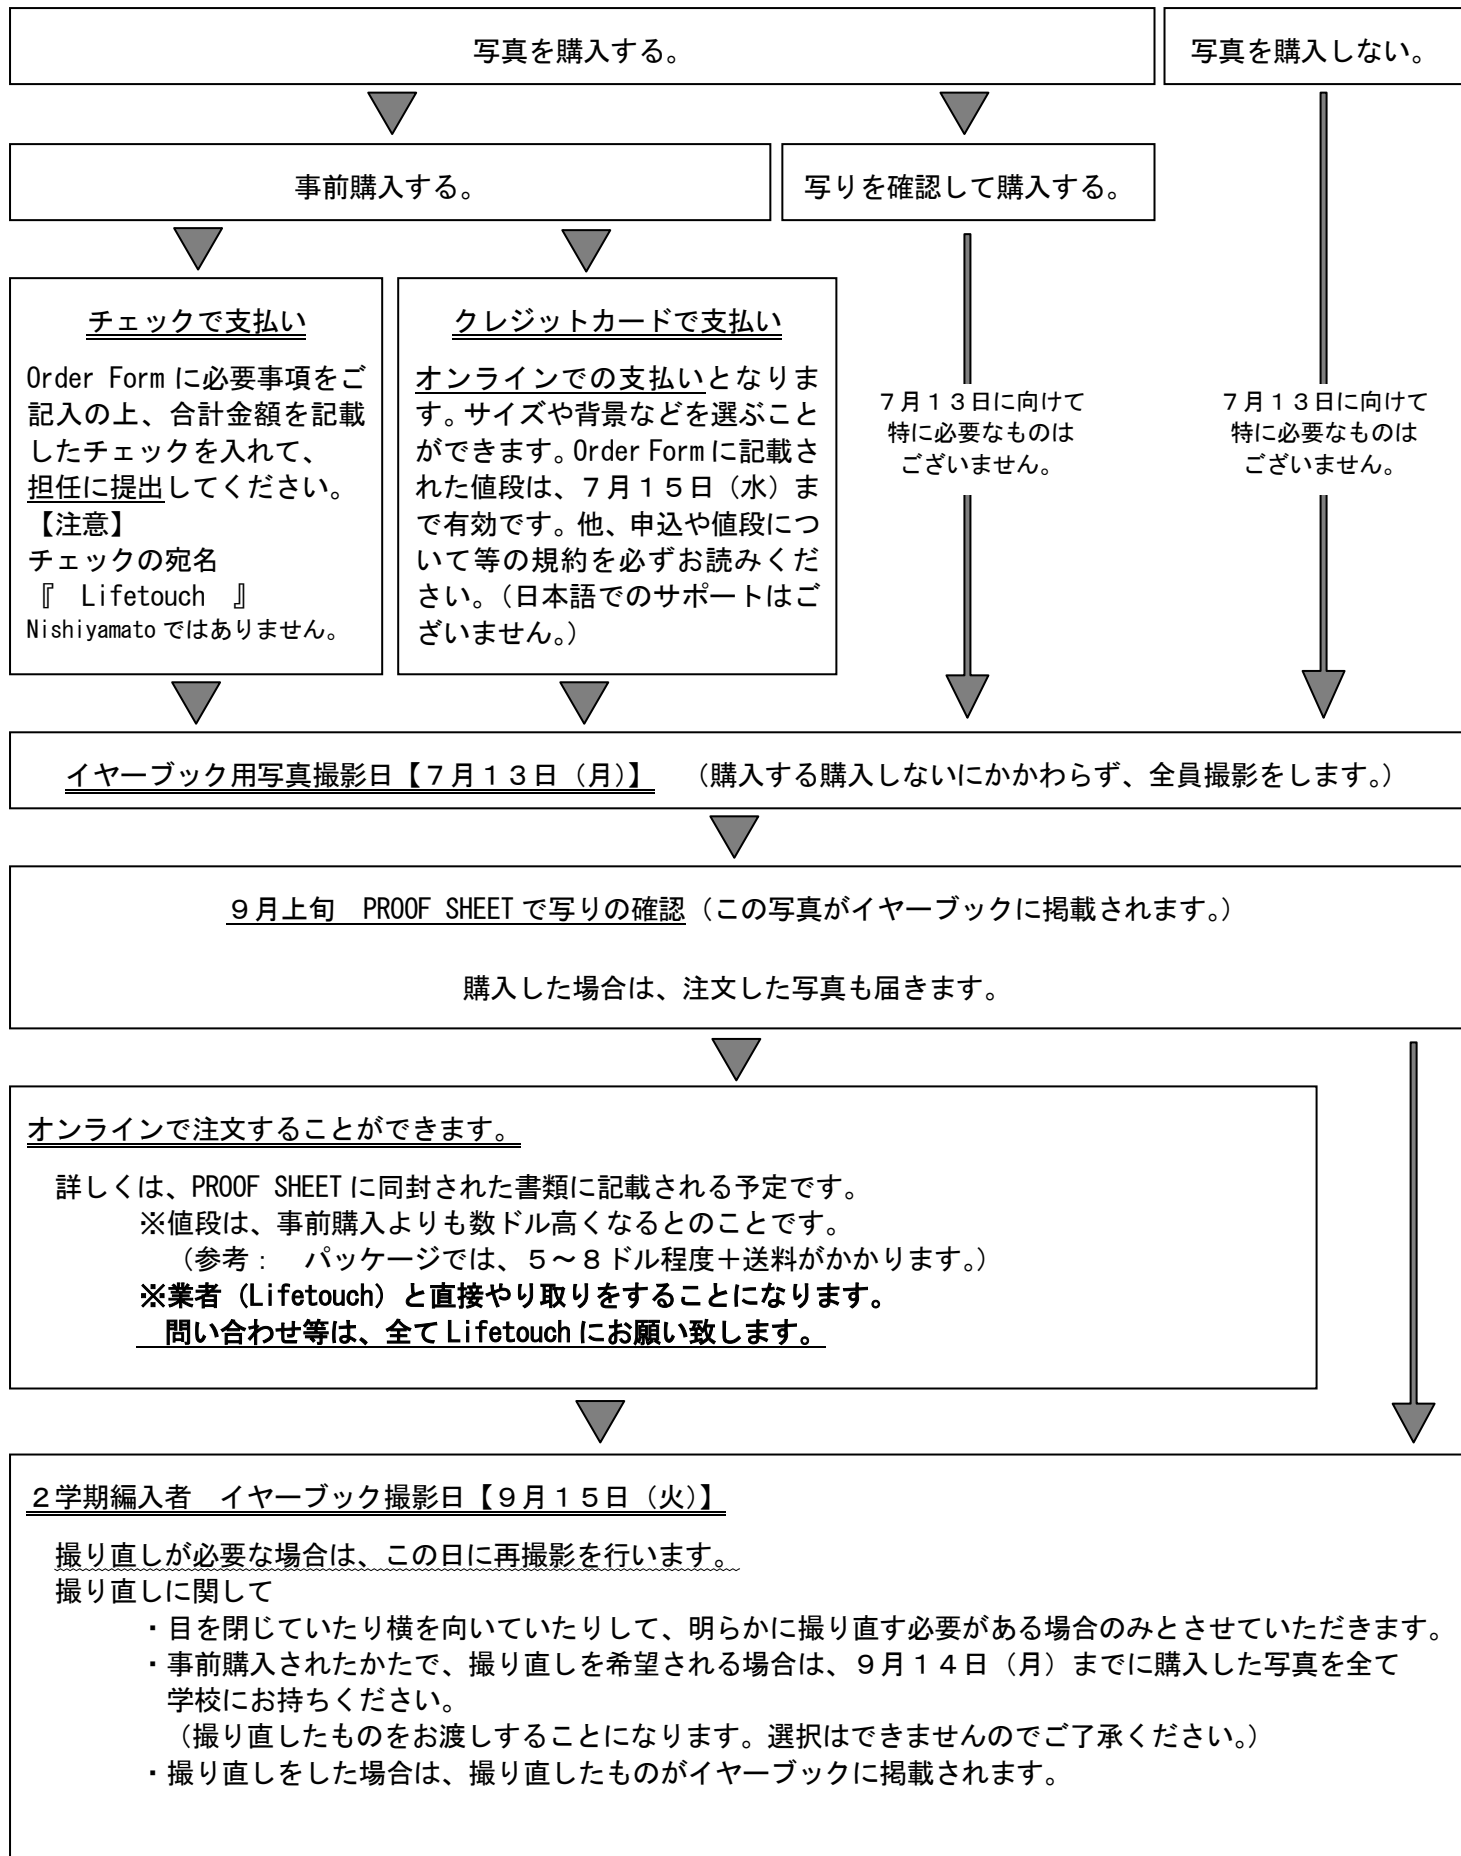 写真を購入する。
写真を購入しない。
事前購入する。
写りを確認して購入する。
チェックで支払い
Order Form に必要事項をご
記入の上、合計金額を記載
したチェックを入れて、
担任に提出してください。
【注意】
チェックの宛名
『　Lifetouch　』
Nishiyamato ではありません。
クレジットカードで支払い
オンラインでの支払いとなりま
す。サイズや背景などを選ぶこと
ができます。Order Form に記載さ
れた値段は、７月１５日（水）ま
で有効です。他、申込や値段につ
いて等の規約を必ずお読みくだ
さい。（日本語でのサポートはご
ざいません。）
７月１３日に向けて
特に必要なものは
ございません。
７月１３日に向けて
特に必要なものは
ございません。
イヤーブック用写真撮影日【７月１３日（月）】　（購入する購入しないにかかわらず、全員撮影をします。）
９月上旬　PROOF SHEET で写りの確認（この写真がイヤーブックに掲載されます。）
購入した場合は、注文した写真も届きます。
オンラインで注文することができます。
詳しくは、PROOF SHEET に同封された書類に記載される予定です。
※値段は、事前購入よりも数ドル高くなるとのことです。
（参考：　パッケージでは、５～８ドル程度＋送料がかかります。）
※業者（Lifetouch）と直接やり取りをすることになります。
問い合わせ等は、全て Lifetouch にお願い致します。
２学期編入者　イヤーブック撮影日【９月１５日（火）】
撮り直しが必要な場合は、この日に再撮影を行います。
撮り直しに関して
・目を閉じていたり横を向いていたりして、明らかに撮り直す必要がある場合のみとさせていただきます。
・事前購入されたかたで、撮り直しを希望される場合は、９月１４日（月）までに購入した写真を全て
学校にお持ちください。
（撮り直したものをお渡しすることになります。選択はできませんのでご了承ください。）
・撮り直しをした場合は、撮り直したものがイヤーブックに掲載されます。